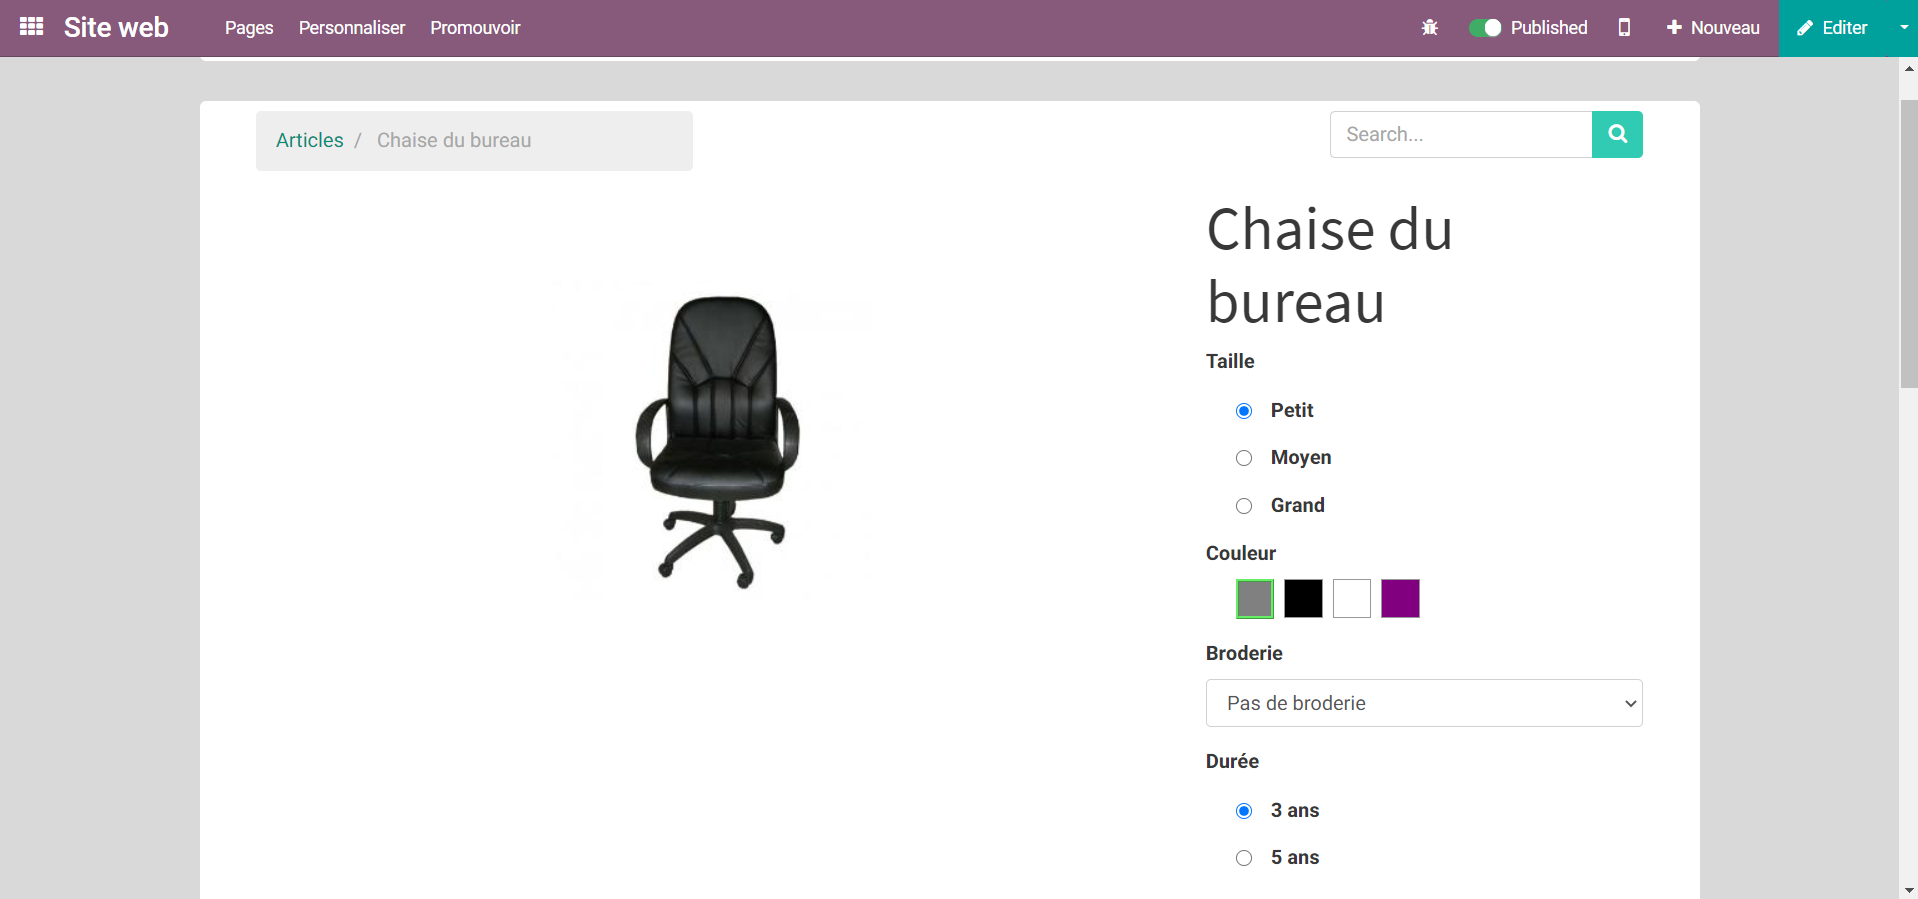 Site web Pages Personnaliser Promouvoir Published Nouveau Editer
Articles / Chaise du bureau
Search...
Chaise du
bureau
Taille
Petit
Moyen
Grand
Couleur
Broderie
Pas de broderie
Durée
3 ans
5 ans